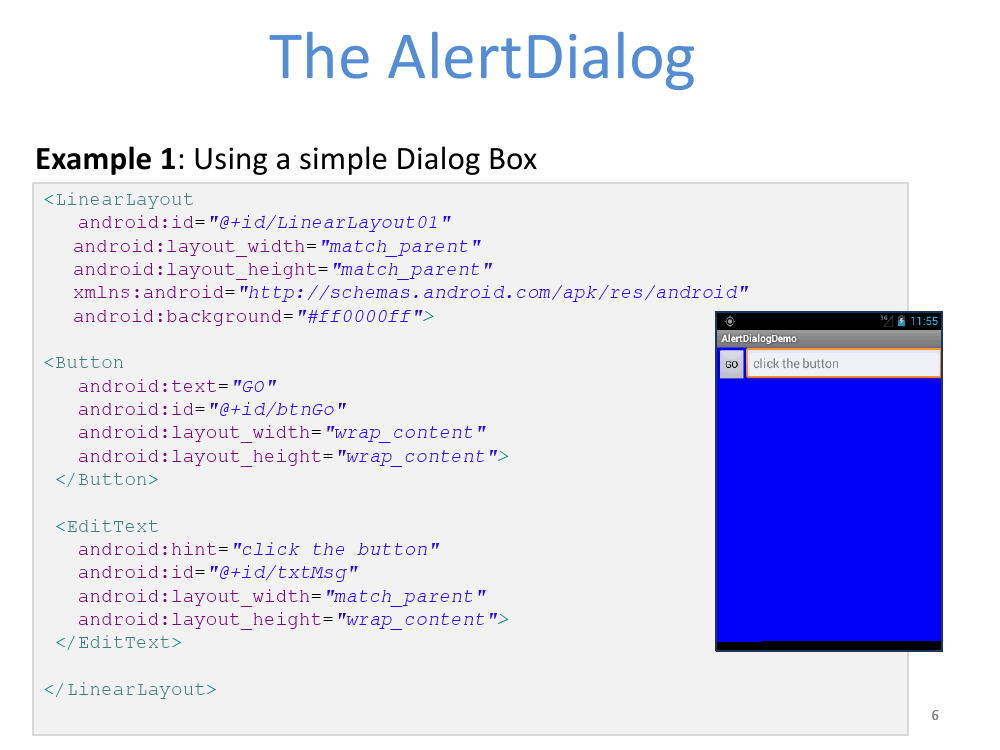 The AlertDialog
Example 1: Using a simple Dialog Box
<LinearLayout
android:id="@+id/LinearLayout01"
android:layout_width="match_parent"
android:layout_height="match_parent"
xmlns:android="http://schemas.android.com/apk/res/android"
android:background="#ff0000ff">
<Button
android:text="GO"
android:id="@+id/btnGo"
android:layout_width="wrap_content"
android:layout_height="wrap_content">
</Button>
<EditText
android:hint="click the button"
android:id="@+id/txtMsg"
android:layout_width="match_parent"
android:layout_height="wrap_content">
</EditText>
</LinearLayout>
11:55
AlertDialogDemo
GO click the button
6